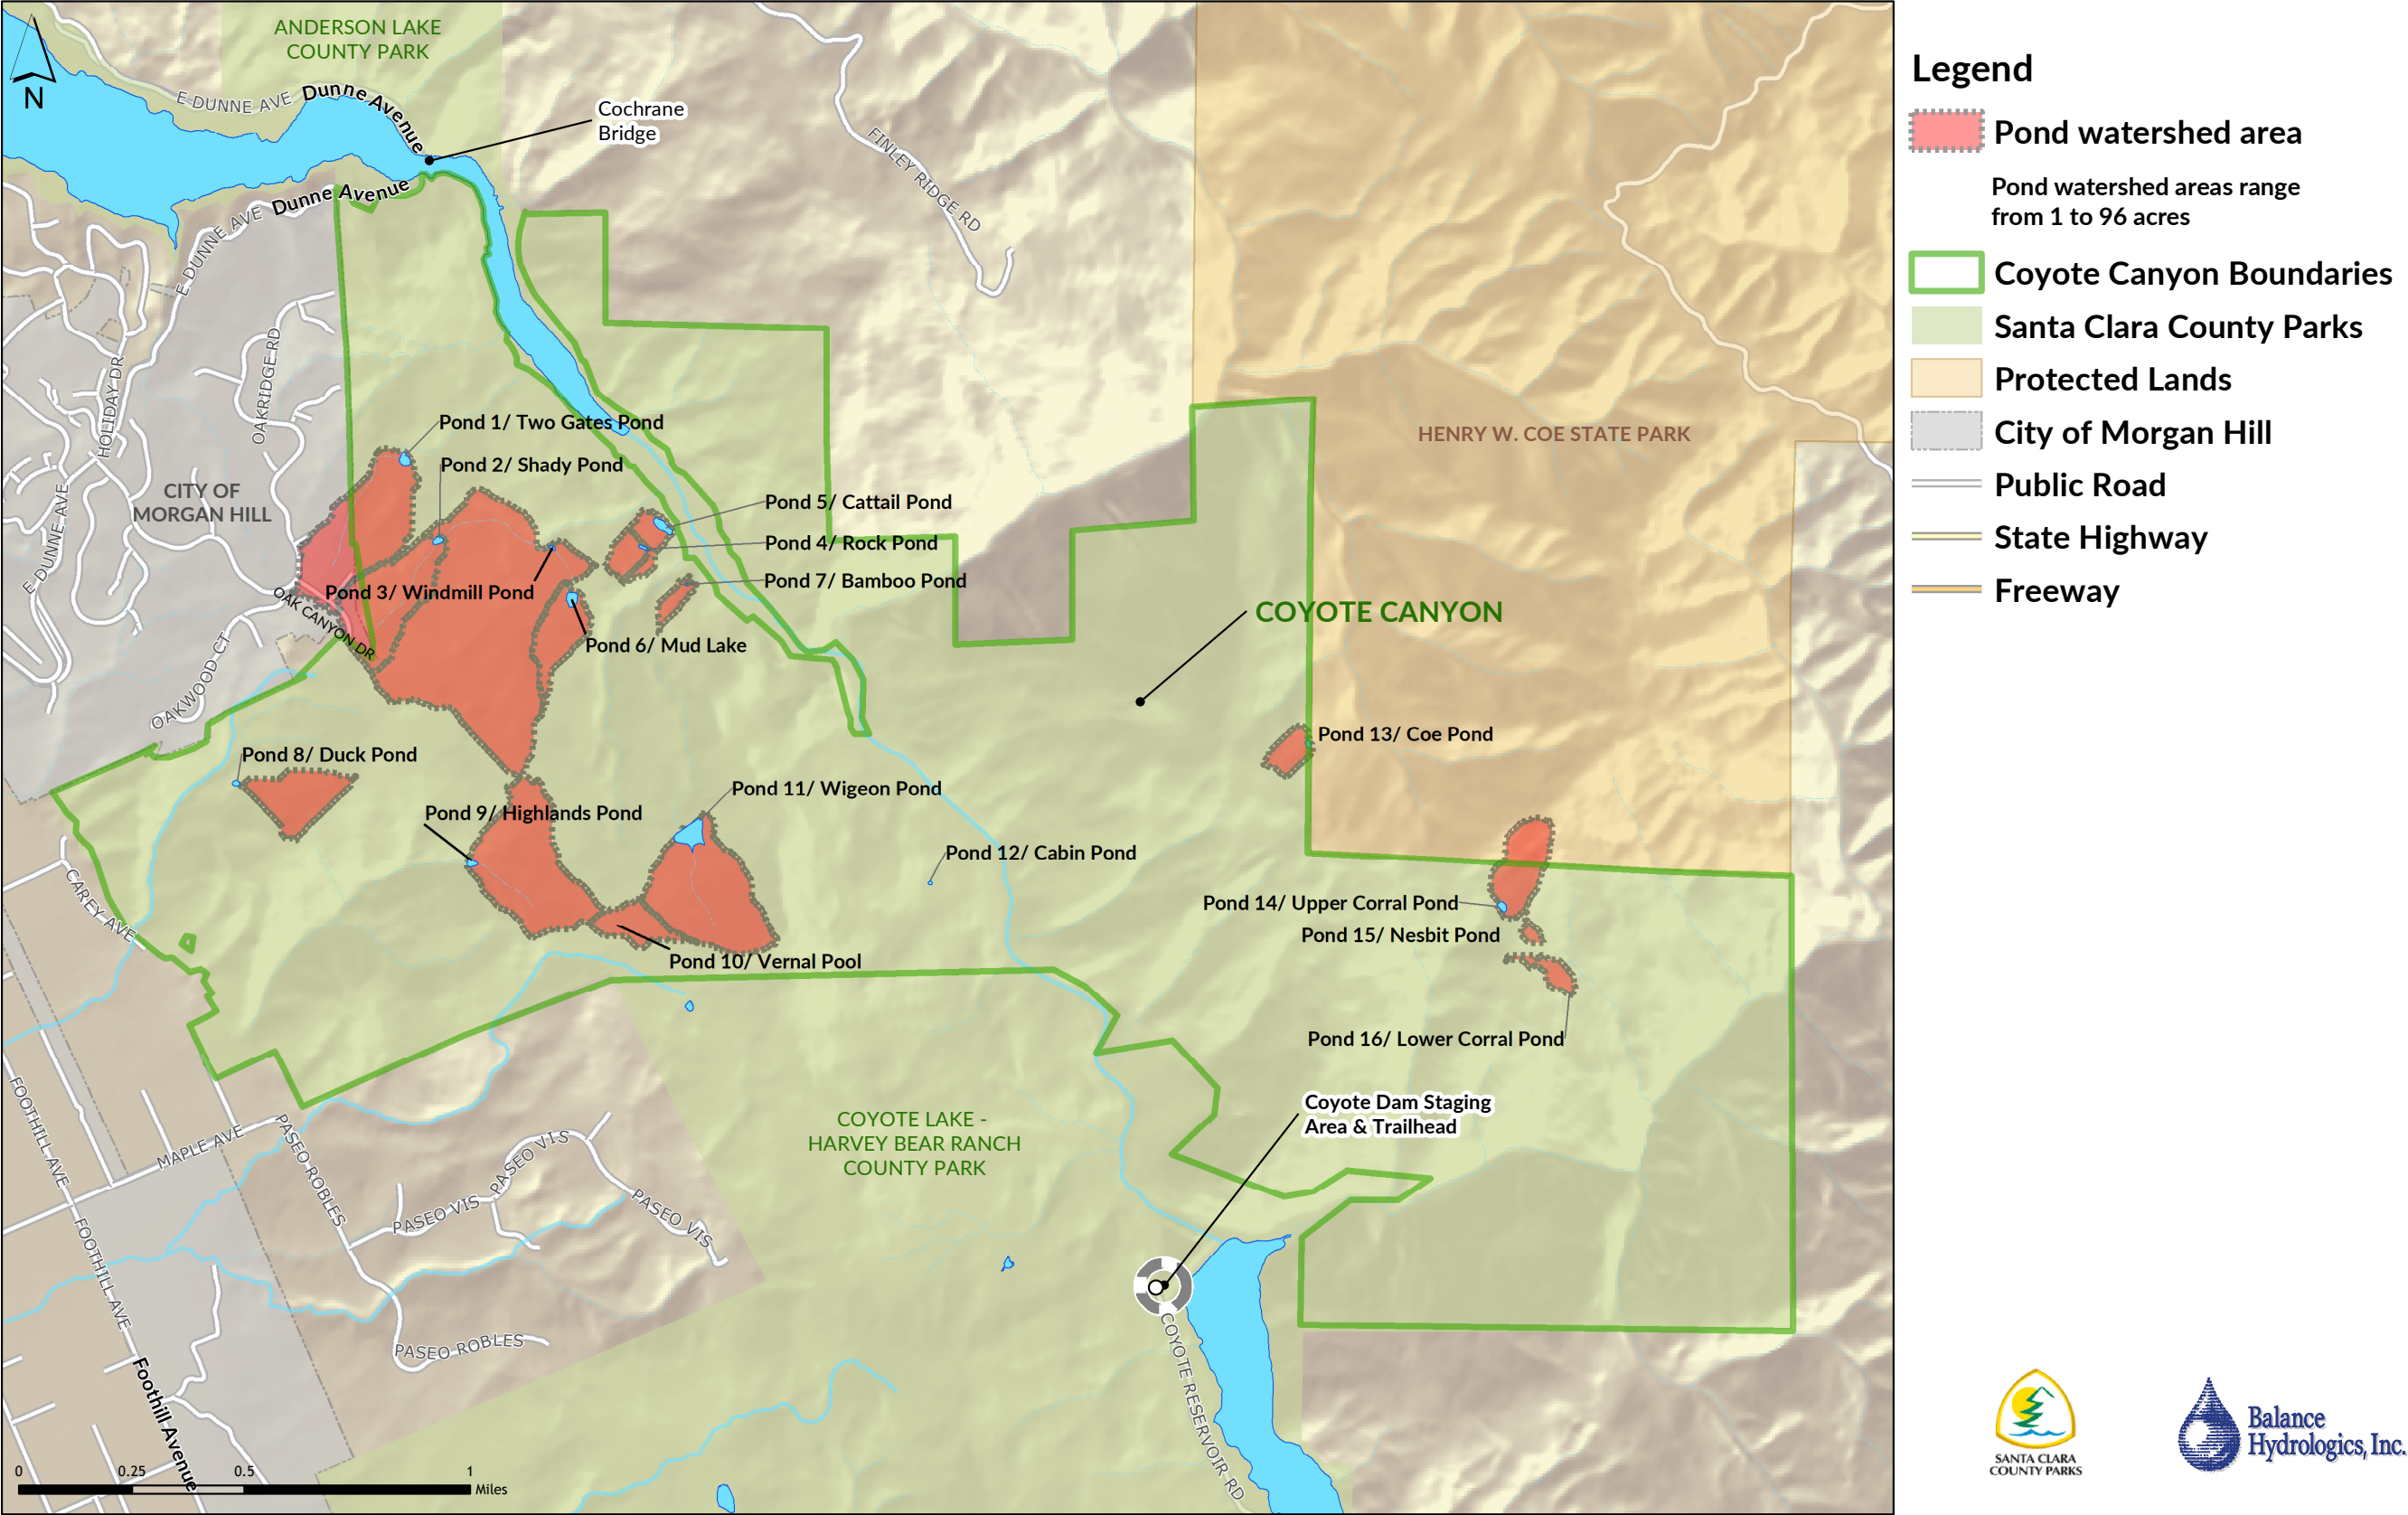 ANDERSON LAKE
COUNTY PARK
N
E DUNNE AVE
Dunne Avenue
Cochrane
Bridge
FINLEY RIDGE RD
E DUNNE AVE
Dunne Avenue
HOLIDAY DR
OAKRIDGE RD
Pond 1/ Two Gates Pond
HENRY W. COE STATE PARK
Pond 2/ Shady Pond
CITY OF
MORGAN HILL
Pond 5/ Cattail Pond
Pond 4/ Rock Pond
E DUNNE AVE
Pond 7/ Bamboo Pond
Pond 3/ Windmill Pond
OAK CANYON DR
COYOTE CANYON
Pond 6/ Mud Lake
OAKWOOD CT
Pond 13/ Coe Pond
Pond 8/ Duck Pond
Pond 11/ Wigeon Pond
Pond 9/ Highlands Pond
Pond 12/ Cabin Pond
CAREY AVE
Pond 14/ Upper Corral Pond
Pond 15/ Nesbit Pond
Pond 10/ Vernal Pool
Pond 16/ Lower Corral Pond
Coyote Dam Staging
Area & Trailhead
COYOTE LAKE -
HARVEY BEAR RANCH
COUNTY PARK
FOOTHILL AVE
MAPLE AVE
PASEO ROBLES
PASEO VIS
PASEO VIS
PASEO VIS
FOOTHILL AVE
PASEO ROBLES
COYOTE RESERVOIR RD
Foothill Avenue
0 0.25 0.5 1
Miles
Legend
Pond watershed area
Pond watershed areas range
from 1 to 96 acres
Coyote Canyon Boundaries
Santa Clara County Parks
Protected Lands
City of Morgan Hill
Public Road
State Highway
Freeway
SANTA CLARA
COUNTY PARKS
Balance
Hydrologics, Inc.